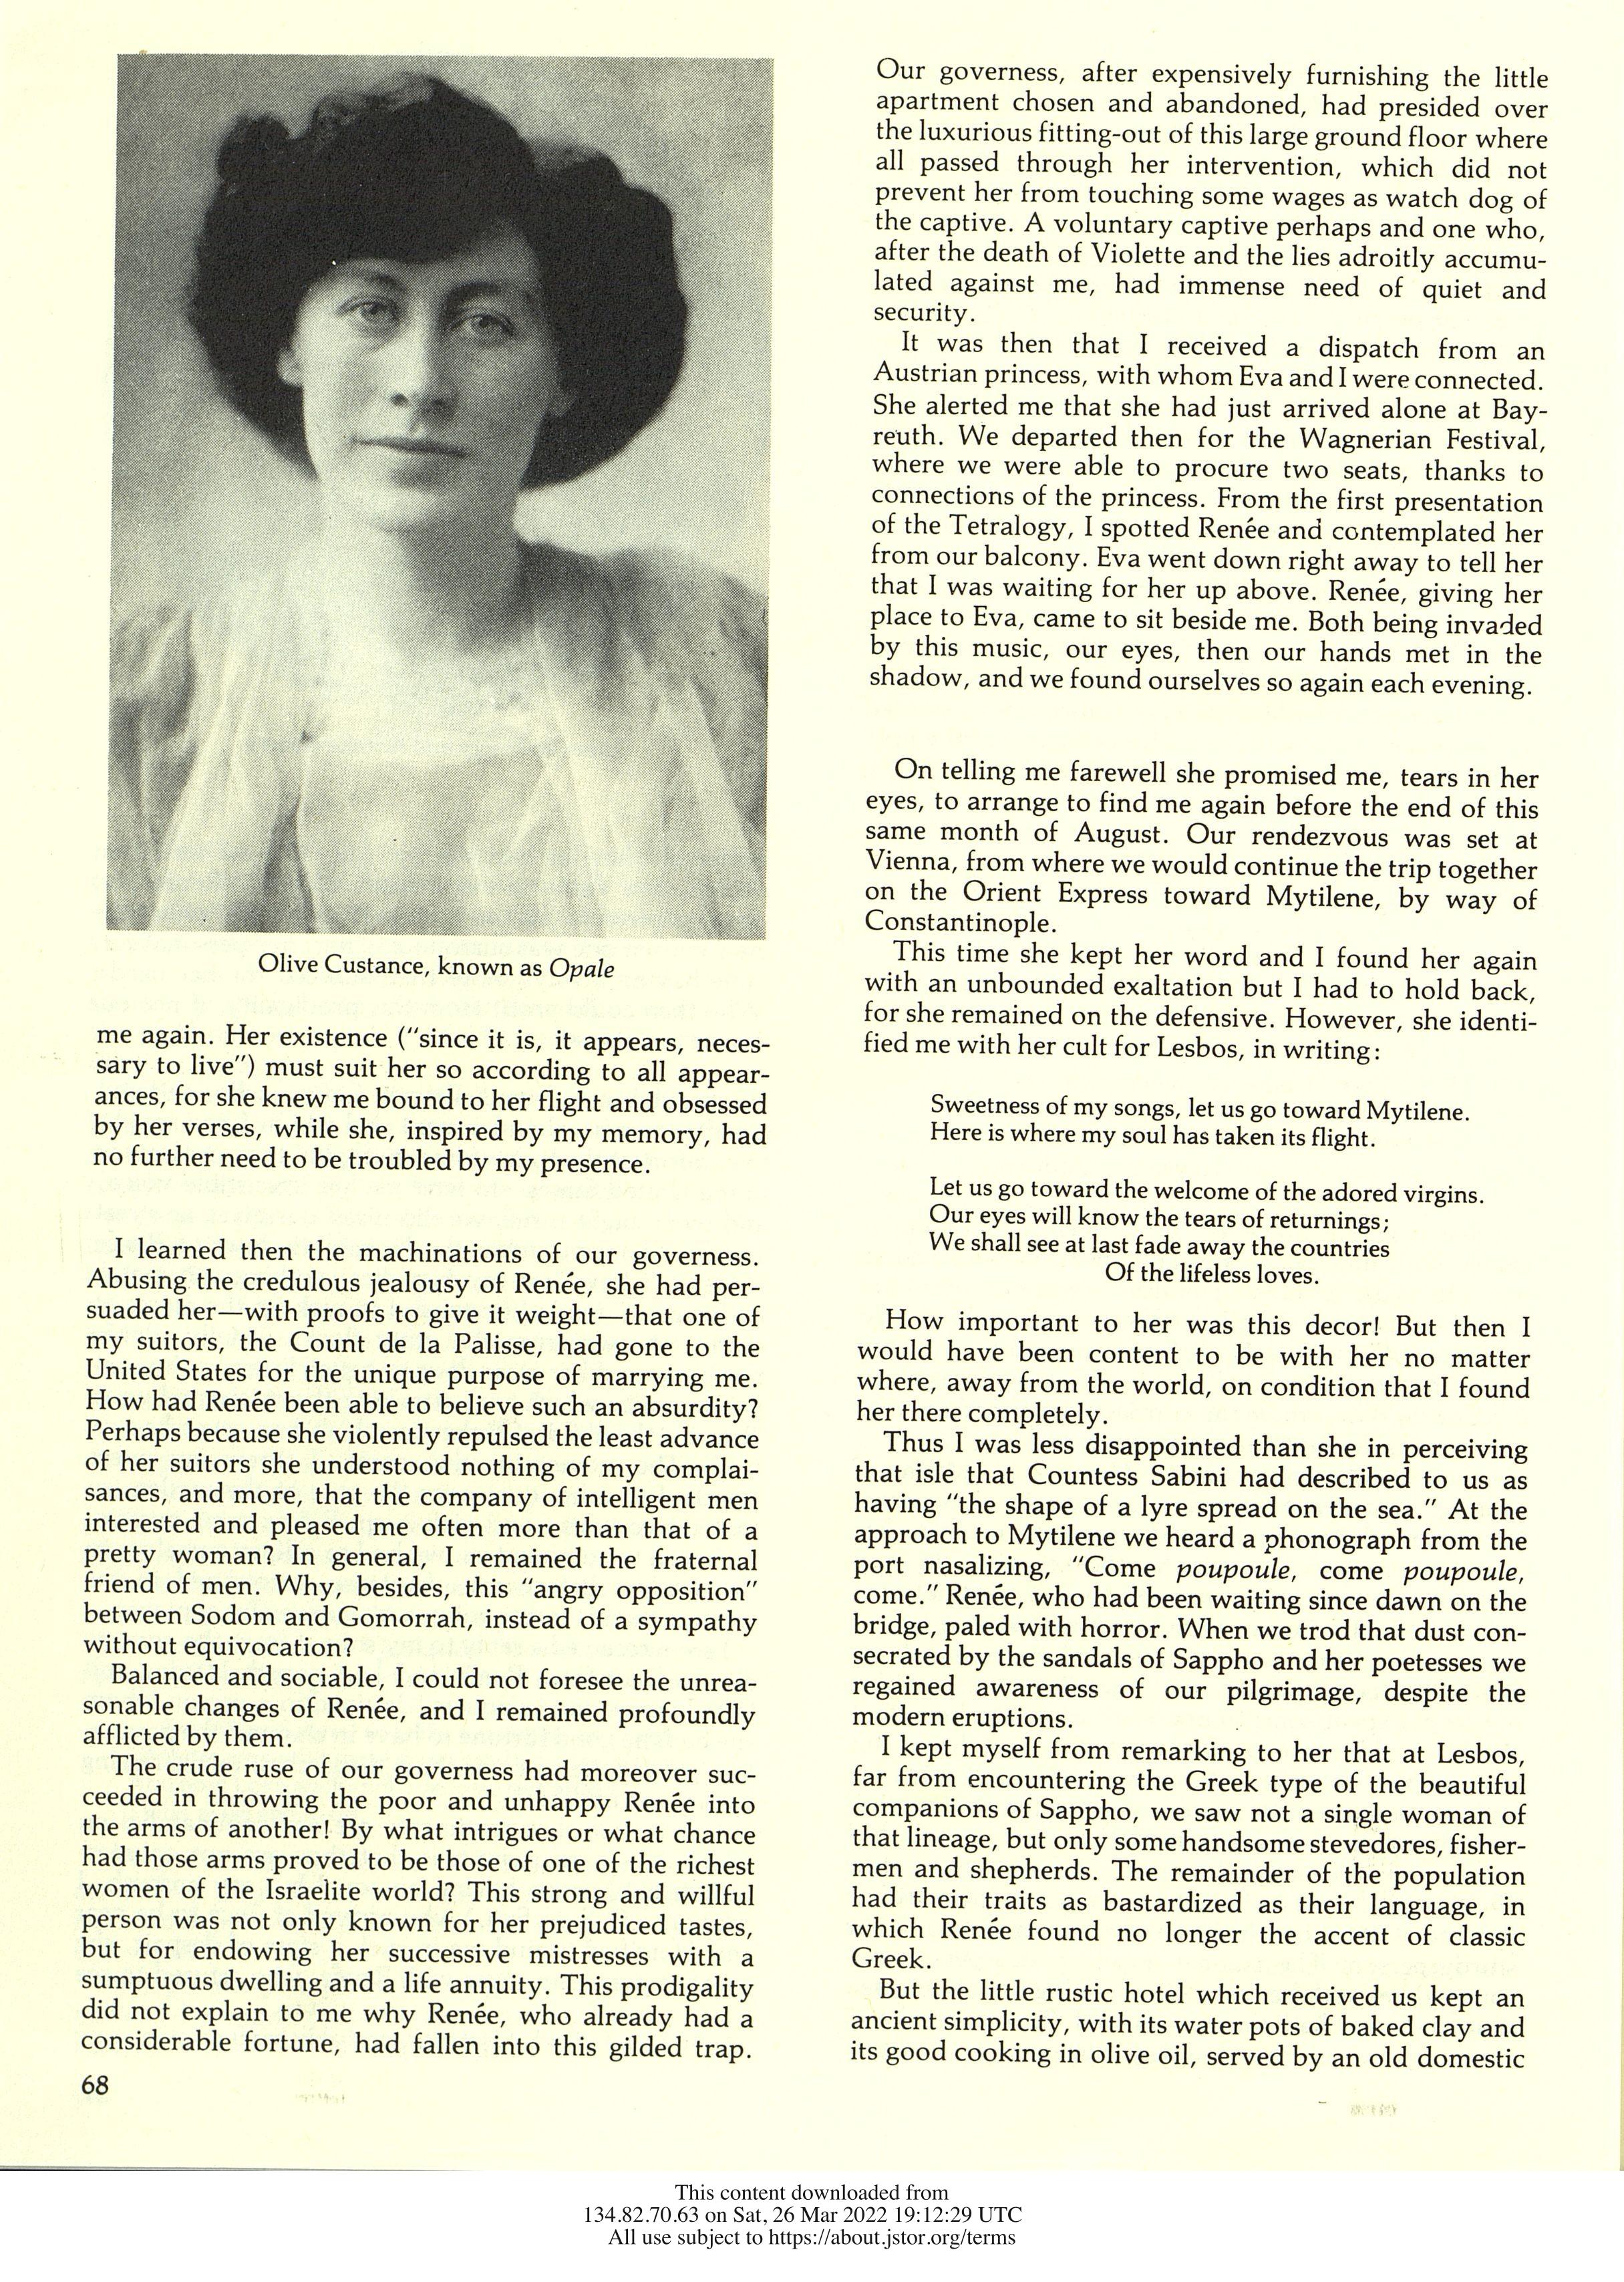 Olive Custance, known as Opale
me again. Her existence ("since it is, it appears, neces-
sary to live") must suit her so according to all appear-
ances, for she knew me bound to her flight and obsessed
by her verses, while she, inspired by my memory, had
no further need to be troubled by my presence.
I learned then the machinations of our governess.
Abusing the credulous jealousy of Renée, she had per-
suaded her—with proofs to give it weight—that one of
my suitors, the Count de la Palisse, had gone to the
United States for the unique purpose of marrying me.
How had Renée been able to believe such an absurdity?
Perhaps because she violently repulsed the least advance
of her suitors she understood nothing of my complai-
sances, and more, that the company of intelligent men
interested and pleased me often more than that of a
pretty woman? In general, I remained the fraternal
friend of men. Why, besides, this "angry opposition"
between Sodom and Gomorrah, instead of a sympathy
without equivocation?
Balanced and sociable, I could not foresee the unrea-
sonable changes of Renée, and I remained profoundly
afflicted by them.
The crude ruse of our governess had moreover suc-
ceeded in throwing the poor and unhappy Renée into
the arms of another! By what intrigues or what chance
had those arms proved to be those of one of the richest
women of the Israelite world? This strong and willful
person was not only known for her prejudiced tastes,
but for endowing her successive mistresses with a
sumptuous dwelling and a life annuity. This prodigality
did not explain to me why Renée, who already had a
considerable fortune, had fallen into this gilded trap.
68
Our governess, after expensively furnishing the little
apartment chosen and abandoned, had presided over
the luxurious fitting-out of this large ground floor where
all passed through her intervention, which did not
prevent her from touching some wages as watch dog of
the captive. A voluntary captive perhaps and one who,
after the death of Violette and the lies adroitly accumu-
lated against me, had immense need of quiet and
security.
It was then that I received a dispatch from an
Austrian princess, with whom Eva and I were connected.
She alerted me that she had just arrived alone at Bay-
reuth. We departed then for the Wagnerian Festival,
where we were able to procure two seats, thanks to
connections of the princess. From the first presentation
of the Tetralogy, I spotted Renée and contemplated her
from our balcony. Eva went down right away to tell her
that I was waiting for her up above. Renée, giving her
place to Eva, came to sit beside me. Both being invaded
by this music, our eyes, then our hands met in the
shadow, and we found ourselves so again each evening.
On telling me farewell she promised me, tears in her
eyes, to arrange to find me again before the end of this
same month of August. Our rendezvous was set at
Vienna, from where we would continue the trip together
on the Orient Express toward Mytilene, by way of
Constantinople.
This time she kept her word and I found her again
with an unbounded exaltation but I had to hold back,
for she remained on the defensive. However, she identi-
fied me with her cult for Lesbos, in writing:
Sweetness of my songs, let us go toward Mytilene.
Here is where my soul has taken its flight.
Let us go toward the welcome of the adored virgins.
Our eyes will know the tears of returnings;
We shall see at last fade away the countries
Of the lifeless loves.
How important to her was this decor! But then I
would have been content to be with her no matter
where, away from the world, on condition that I found
her there completely.
Thus I was less disappointed than she in perceiving
that isle that Countess Sabini had described to us as
having "the shape of a lyre spread on the sea." At the
approach to Mytilene we heard a phonograph from the
port nasalizing, "Come poupoule, come poupoule,
come." Renée, who had been waiting since dawn on the
bridge, paled with horror. When we trod that dust con-
secrated by the sandals of Sappho and her poetesses we
regained awareness of our pilgrimage, despite the
modern eruptions.
I kept myself from remarking to her that at Lesbos,
far from encountering the Greek type of the beautiful
companions of Sappho, we saw not a single woman of
that lineage, but only some handsome stevedores, fisher-
men and shepherds. The remainder of the population
had their traits as bastardized as their language, in
which Renée found no longer the accent of classic
Greek.
But the little rustic hotel which received us kept an
ancient simplicity, with its water pots of baked clay and
its good cooking in olive oil, served by an old domestic
This content downloaded from
134.82.70.63 on Sat, 26 Mar 2022 19:12:29 UTC
All use subject to https://about.jstor.org/terms